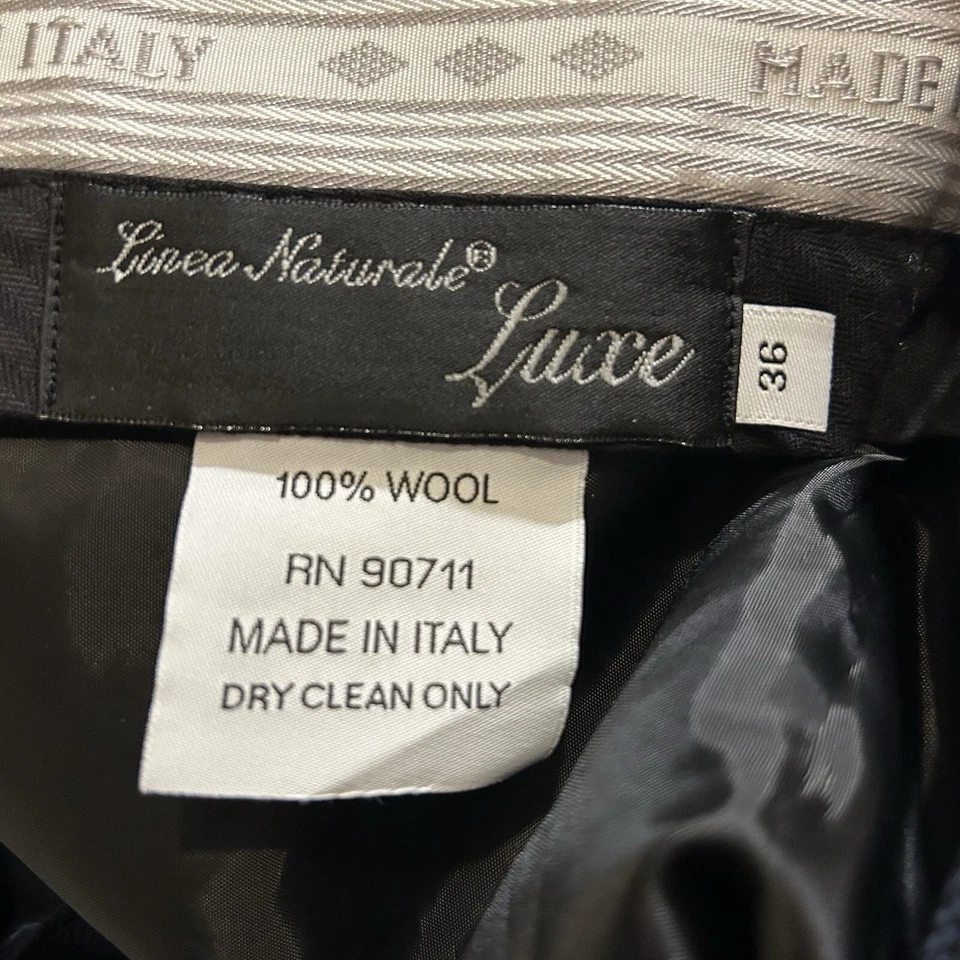 ITALY MADE
Linea Naturale®
Luxe
36
100% WOOL
RN 90711
MADE IN ITALY
DRY CLEAN ONLY